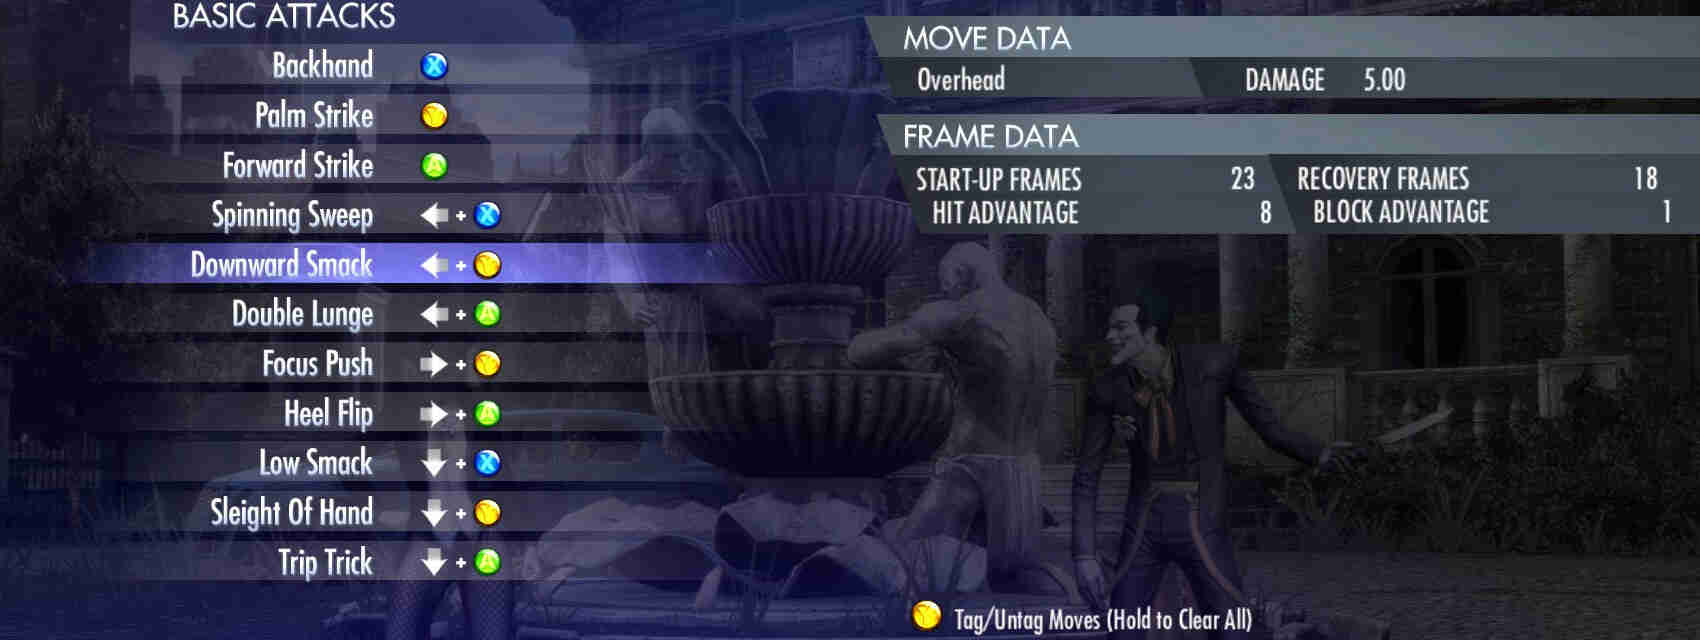 BASIC ATTACKS
Backhand X
Palm Strike Y
Forward Strike A
Spinning Sweep + X
Downward Smack + Y
Double Lunge + A
Focus Push + Y
Heel Flip + A
Low Smack + X
Sleight Of Hand + Y
Trip Trick + A
MOVE DATA
Overhead DAMAGE 5.00
FRAME DATA
START-UP FRAMES 23 RECOVERY FRAMES 18
HIT ADVANTAGE 8 BLOCK ADVANTAGE 1
Y Tag/Untag Moves (Hold to Clear All)